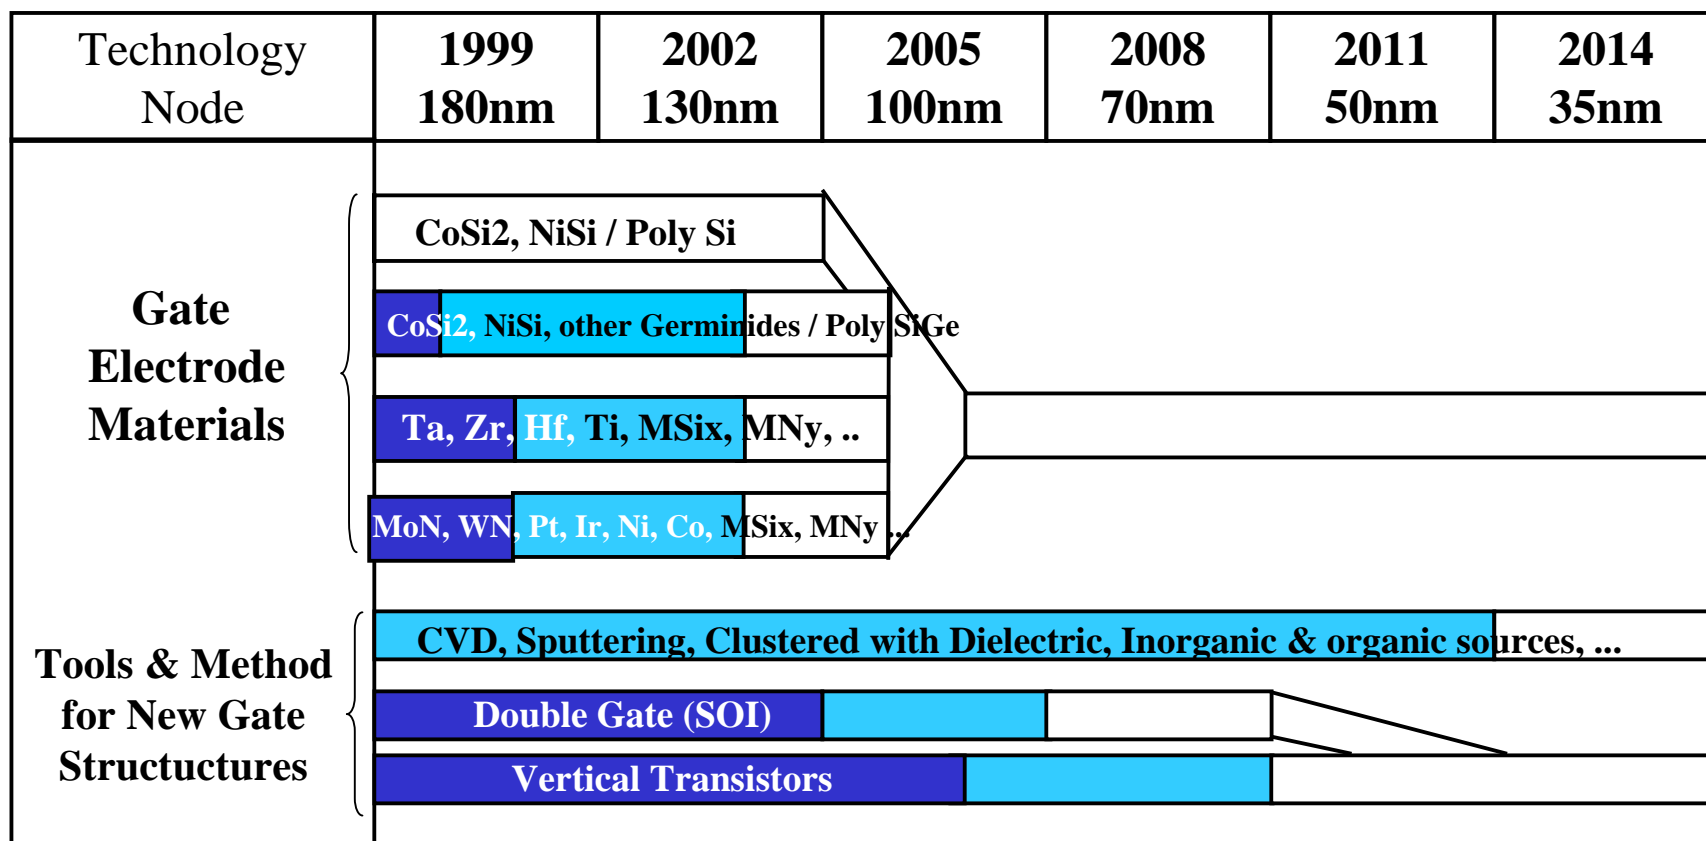 Technology
Node
1999
180nm
2002
130nm
2005
100nm
2008
70nm
2011
50nm
2014
35nm
Gate
Electrode
Materials
CoSi2, NiSi / Poly Si
CoSi2, NiSi, other Germinides / Poly SiGe
Ta, Zr, Hf, Ti, MSix, MNy, ..
MoN, WN, Pt, Ir, Ni, Co, MSix, MNy ...
Tools & Method
for New Gate
Structuctures
CVD, Sputtering, Clustered with Dielectric, Inorganic & organic sources, ...
Double Gate (SOI)
Vertical Transistors